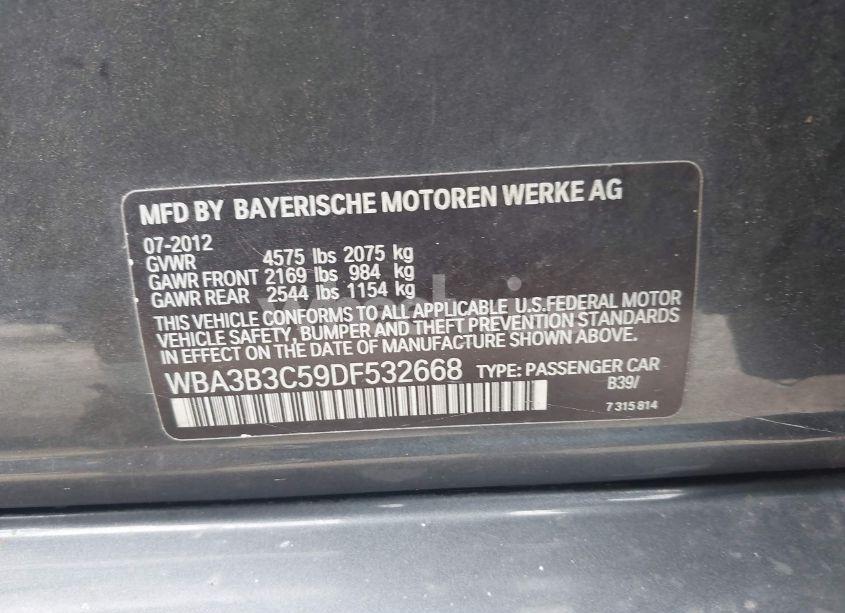 MFD BY BAYERISCHE MOTOREN WERKE AG
07-2012
GVWR 4575 lbs 2075 kg
GAWR FRONT 2169 lbs 984 kg
GAWR REAR 2544 lbs 1154 kg
THIS VEHICLE CONFORMS TO ALL APPLICABLE U.S.FEDERAL MOTOR
VEHICLE SAFETY, BUMPER AND THEFT PREVENTION STANDARDS
IN EFFECT ON THE DATE OF MANUFACTURE SHOWN ABOVE.
WBA3B3C59DF532668 TYPE: PASSENGER CAR
B39/
7 315 814